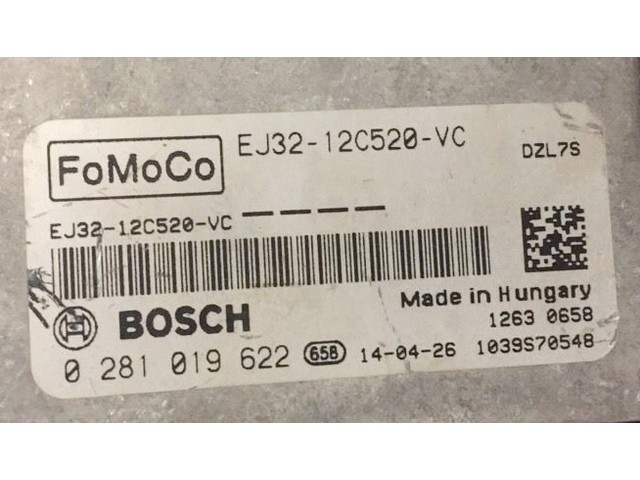 FoMoCo
EJ32-12C520-VC
DZL7S
EJ32-12C520-VC
BOSCH
Made in Hungary
1263 0658
0 281 019 622 658 14-04-26 1039S70548